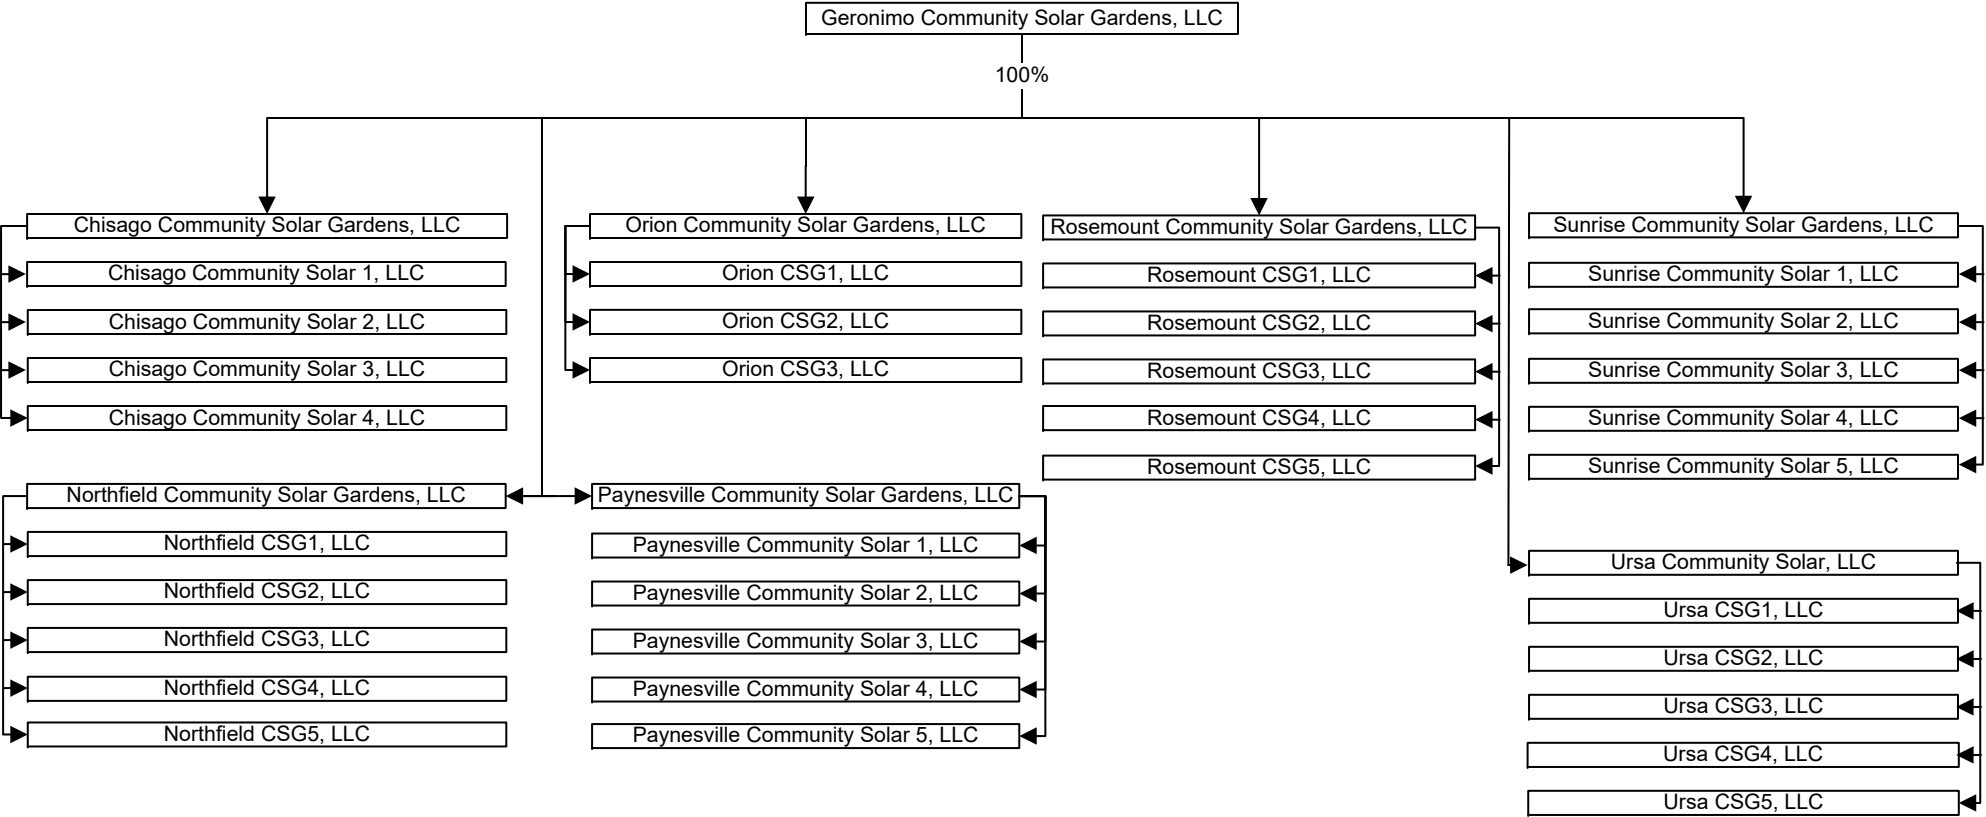 Geronimo Community Solar Gardens, LLC
100%
Chisago Community Solar Gardens, LLC
Chisago Community Solar 1, LLC
Chisago Community Solar 2, LLC
Chisago Community Solar 3, LLC
Chisago Community Solar 4, LLC
Orion Community Solar Gardens, LLC
Orion CSG1, LLC
Orion CSG2, LLC
Orion CSG3, LLC
Rosemount Community Solar Gardens, LLC
Rosemount CSG1, LLC
Rosemount CSG2, LLC
Rosemount CSG3, LLC
Rosemount CSG4, LLC
Rosemount CSG5, LLC
Sunrise Community Solar Gardens, LLC
Sunrise Community Solar 1, LLC
Sunrise Community Solar 2, LLC
Sunrise Community Solar 3, LLC
Sunrise Community Solar 4, LLC
Sunrise Community Solar 5, LLC
Northfield Community Solar Gardens, LLC
Northfield CSG1, LLC
Northfield CSG2, LLC
Northfield CSG3, LLC
Northfield CSG4, LLC
Northfield CSG5, LLC
Paynesville Community Solar Gardens, LLC
Paynesville Community Solar 1, LLC
Paynesville Community Solar 2, LLC
Paynesville Community Solar 3, LLC
Paynesville Community Solar 4, LLC
Paynesville Community Solar 5, LLC
Ursa Community Solar, LLC
Ursa CSG1, LLC
Ursa CSG2, LLC
Ursa CSG3, LLC
Ursa CSG4, LLC
Ursa CSG5, LLC